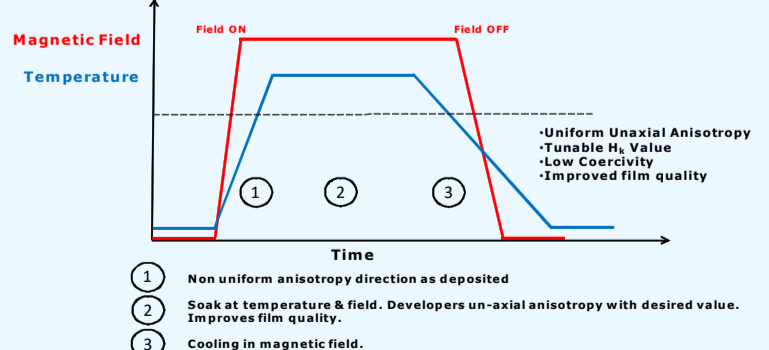 Field ON
Field OFF
Magnetic Field
Temperature
•Uniform Unaxial Anisotropy
•Tunable Hk Value
•Low Coercivity
•Improved film quality
1
2
3
Time
1 Non uniform anisotropy direction as deposited
2 Soak at temperature & field. Developers un-axial anisotropy with desired value.
Improves film quality.
3 Cooling in magnetic field.